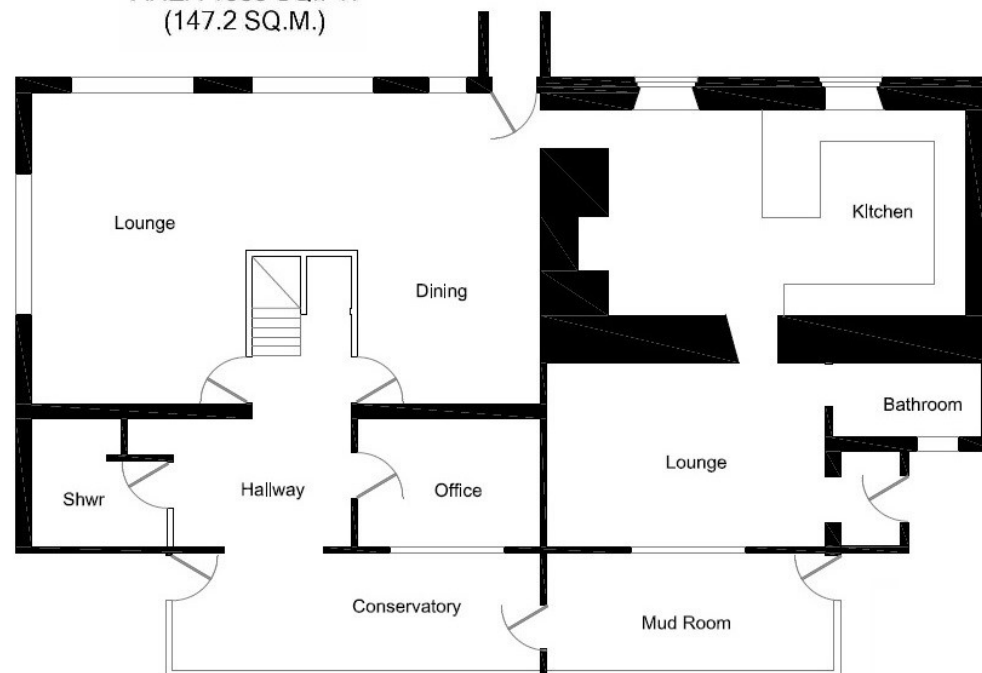 (147.2 SQ.M.)
Lounge
KItchen
Dining
Bathroom
Lounge
Hallway
Office
Shwr
Conservatory
Mud Room